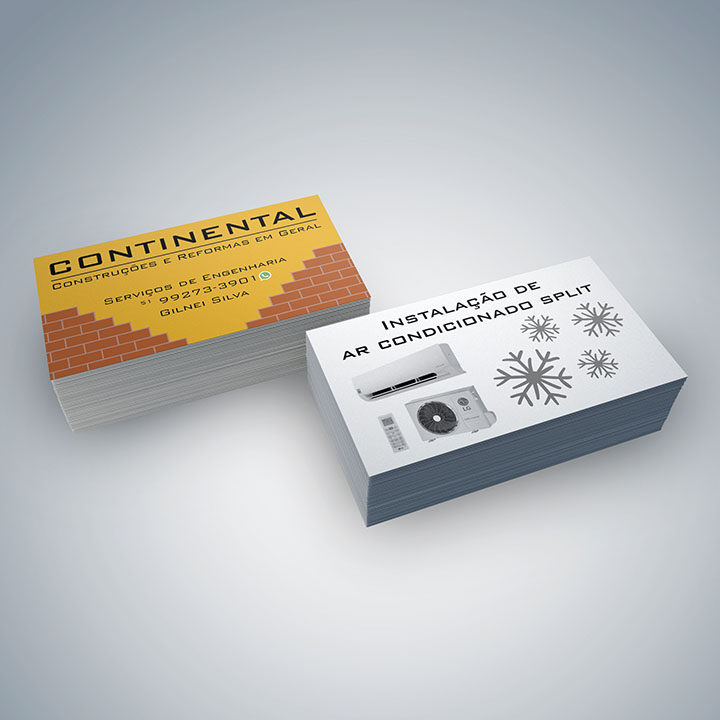 CONTINENTAL
Construções e Reformas em Geral
Serviços de Engenharia
51 99273-3901
Gilnei Silva
Instalação de
ar condicionado split
LG